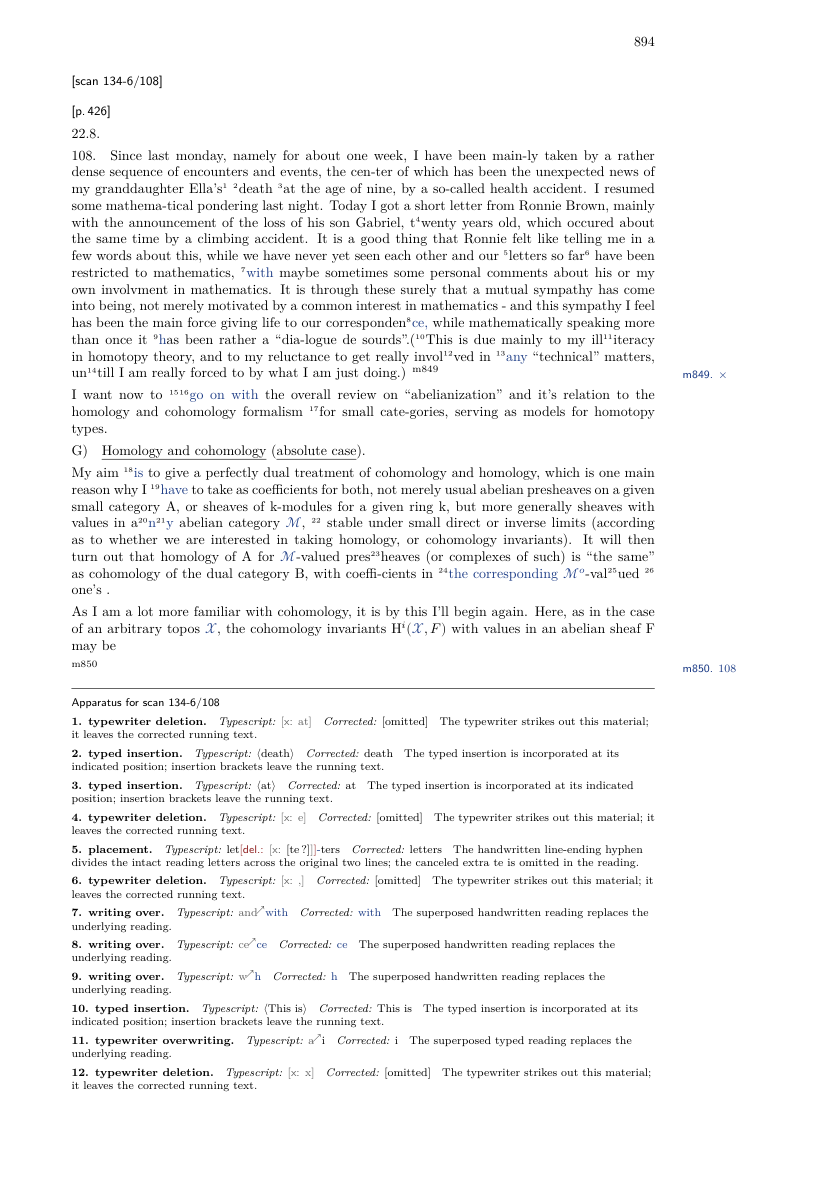 894
[scan 134-6/108]
[p. 426]
22.8.
108. Since last monday, namely for about one week, I have been main-ly taken by a rather
dense sequence of encounters and events, the cen-ter of which has been the unexpected news of
my granddaughter Ella's¹ ²death ³at the age of nine, by a so-called health accident. I resumed
some mathema-tical pondering last night. Today I got a short letter from Ronnie Brown, mainly
with the announcement of the loss of his son Gabriel, t⁴wenty years old, which occured about
the same time by a climbing accident. It is a good thing that Ronnie felt like telling me in a
few words about this, while we have never yet seen each other and our ⁵letters so far⁶ have been
restricted to mathematics, ⁷with maybe sometimes some personal comments about his or my
own involvment in mathematics. It is through these surely that a mutual sympathy has come
into being, not merely motivated by a common interest in mathematics - and this sympathy I feel
has been the main force giving life to our corresponden⁸ce, while mathematically speaking more
than once it ⁹has been rather a “dia-logue de sourds”.(¹⁰This is due mainly to my ill¹¹iteracy
in homotopy theory, and to my reluctance to get really invol¹²ved in ¹³any “technical” matters,
un¹⁴till I am really forced to by what I am just doing.) m849
m849. ×
I want now to ¹⁵¹⁶go on with the overall review on “abelianization” and it's relation to the
homology and cohomology formalism ¹⁷for small cate-gories, serving as models for homotopy
types.
G) Homology and cohomology (absolute case).
My aim ¹⁸is to give a perfectly dual treatment of cohomology and homology, which is one main
reason why I ¹⁹have to take as coefficients for both, not merely usual abelian presheaves on a given
small category A, or sheaves of k-modules for a given ring k, but more generally sheaves with
values in a²⁰n²¹y abelian category ℳ, ²² stable under small direct or inverse limits (according
as to whether we are interested in taking homology, or cohomology invariants). It will then
turn out that homology of A for ℳ-valued pres²³heaves (or complexes of such) is “the same”
as cohomology of the dual category B, with coeffi-cients in ²⁴the corresponding ℳᵒ-val²⁵ued ²⁶
one's .
As I am a lot more familiar with cohomology, it is by this I'll begin again. Here, as in the case
of an arbitrary topos 𝒳, the cohomology invariants Hⁱ(𝒳, F) with values in an abelian sheaf F
may be
m850
m850. 108
Apparatus for scan 134-6/108
1. typewriter deletion. Typescript: [x: at] Corrected: [omitted] The typewriter strikes out this material;
it leaves the corrected running text.
2. typed insertion. Typescript: ⟨death⟩ Corrected: death The typed insertion is incorporated at its
indicated position; insertion brackets leave the running text.
3. typed insertion. Typescript: ⟨at⟩ Corrected: at The typed insertion is incorporated at its indicated
position; insertion brackets leave the running text.
4. typewriter deletion. Typescript: [x: e] Corrected: [omitted] The typewriter strikes out this material; it
leaves the corrected running text.
5. placement. Typescript: let[del.: [x: [te ?]]]-ters Corrected: letters The handwritten line-ending hyphen
divides the intact reading letters across the original two lines; the canceled extra te is omitted in the reading.
6. typewriter deletion. Typescript: [x: ,] Corrected: [omitted] The typewriter strikes out this material; it
leaves the corrected running text.
7. writing over. Typescript: and↗with Corrected: with The superposed handwritten reading replaces the
underlying reading.
8. writing over. Typescript: ce↗ce Corrected: ce The superposed handwritten reading replaces the
underlying reading.
9. writing over. Typescript: w↗h Corrected: h The superposed handwritten reading replaces the
underlying reading.
10. typed insertion. Typescript: ⟨This is⟩ Corrected: This is The typed insertion is incorporated at its
indicated position; insertion brackets leave the running text.
11. typewriter overwriting. Typescript: a↗i Corrected: i The superposed typed reading replaces the
underlying reading.
12. typewriter deletion. Typescript: [x: x] Corrected: [omitted] The typewriter strikes out this material;
it leaves the corrected running text.